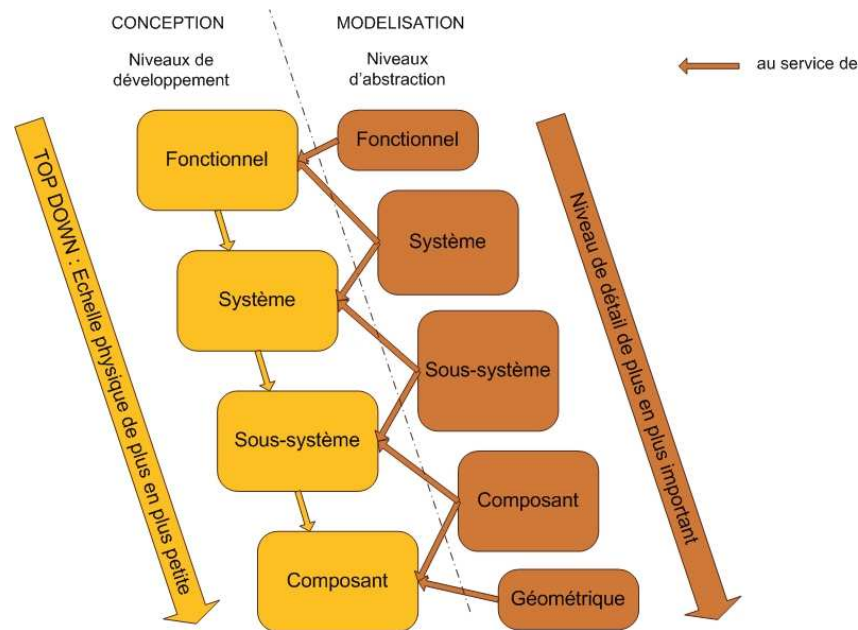 CONCEPTION
MODELISATION
Niveaux de
développement
Niveaux
d'abstraction
au service de
TOP DOWN : Echelle physique de plus en plus petite
Fonctionnel
Fonctionnel
Système
Système
Sous-système
Sous-système
Composant
Composant
Géométrique
Niveau de détail de plus en plus important